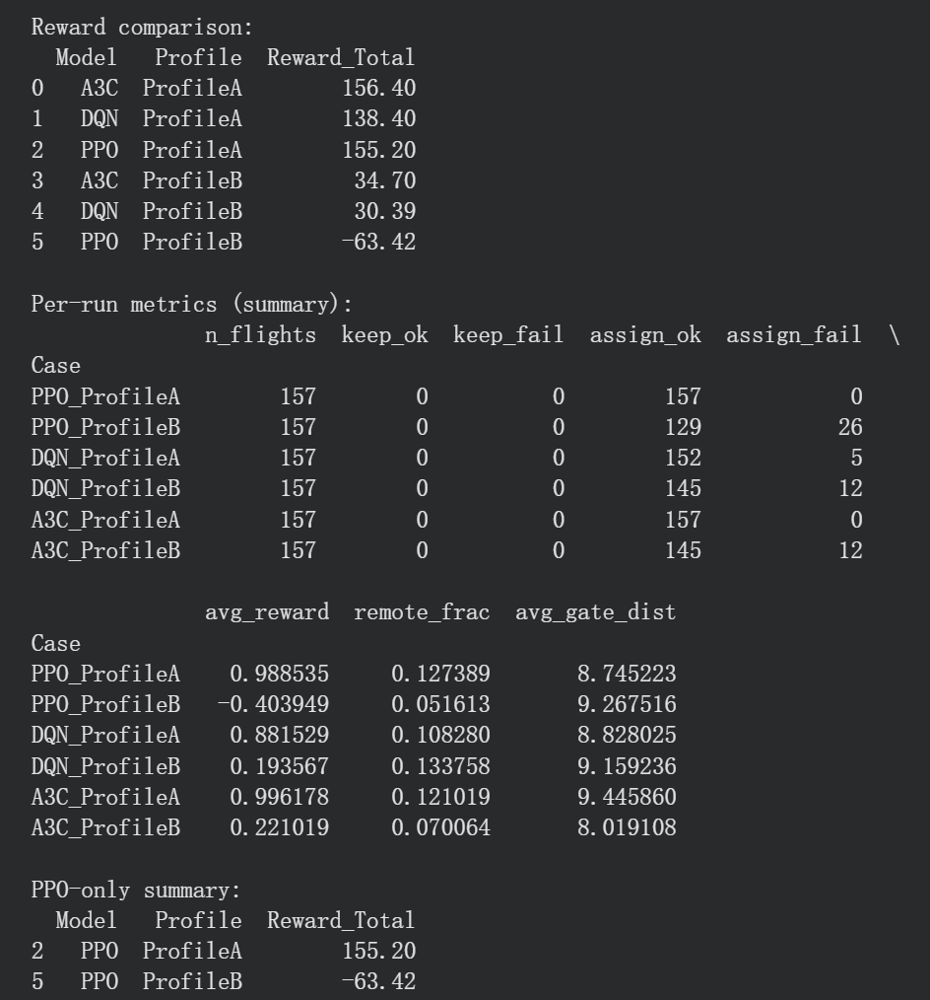 Reward comparison:
  Model   Profile  Reward_Total
0   A3C  ProfileA        156.40
1   DQN  ProfileA        138.40
2   PPO  ProfileA        155.20
3   A3C  ProfileB         34.70
4   DQN  ProfileB         30.39
5   PPO  ProfileB        -63.42

Per-run metrics (summary):
              n_flights  keep_ok  keep_fail  assign_ok  assign_fail  \
Case
PPO_ProfileA        157        0          0        157            0
PPO_ProfileB        157        0          0        129           26
DQN_ProfileA        157        0          0        152            5
DQN_ProfileB        157        0          0        145           12
A3C_ProfileA        157        0          0        157            0
A3C_ProfileB        157        0          0        145           12

              avg_reward  remote_frac  avg_gate_dist
Case
PPO_ProfileA    0.988535     0.127389       8.745223
PPO_ProfileB   -0.403949     0.051613       9.267516
DQN_ProfileA    0.881529     0.108280       8.828025
DQN_ProfileB    0.193567     0.133758       9.159236
A3C_ProfileA    0.996178     0.121019       9.445860
A3C_ProfileB    0.221019     0.070064       8.019108

PPO-only summary:
  Model   Profile  Reward_Total
2   PPO  ProfileA        155.20
5   PPO  ProfileB        -63.42